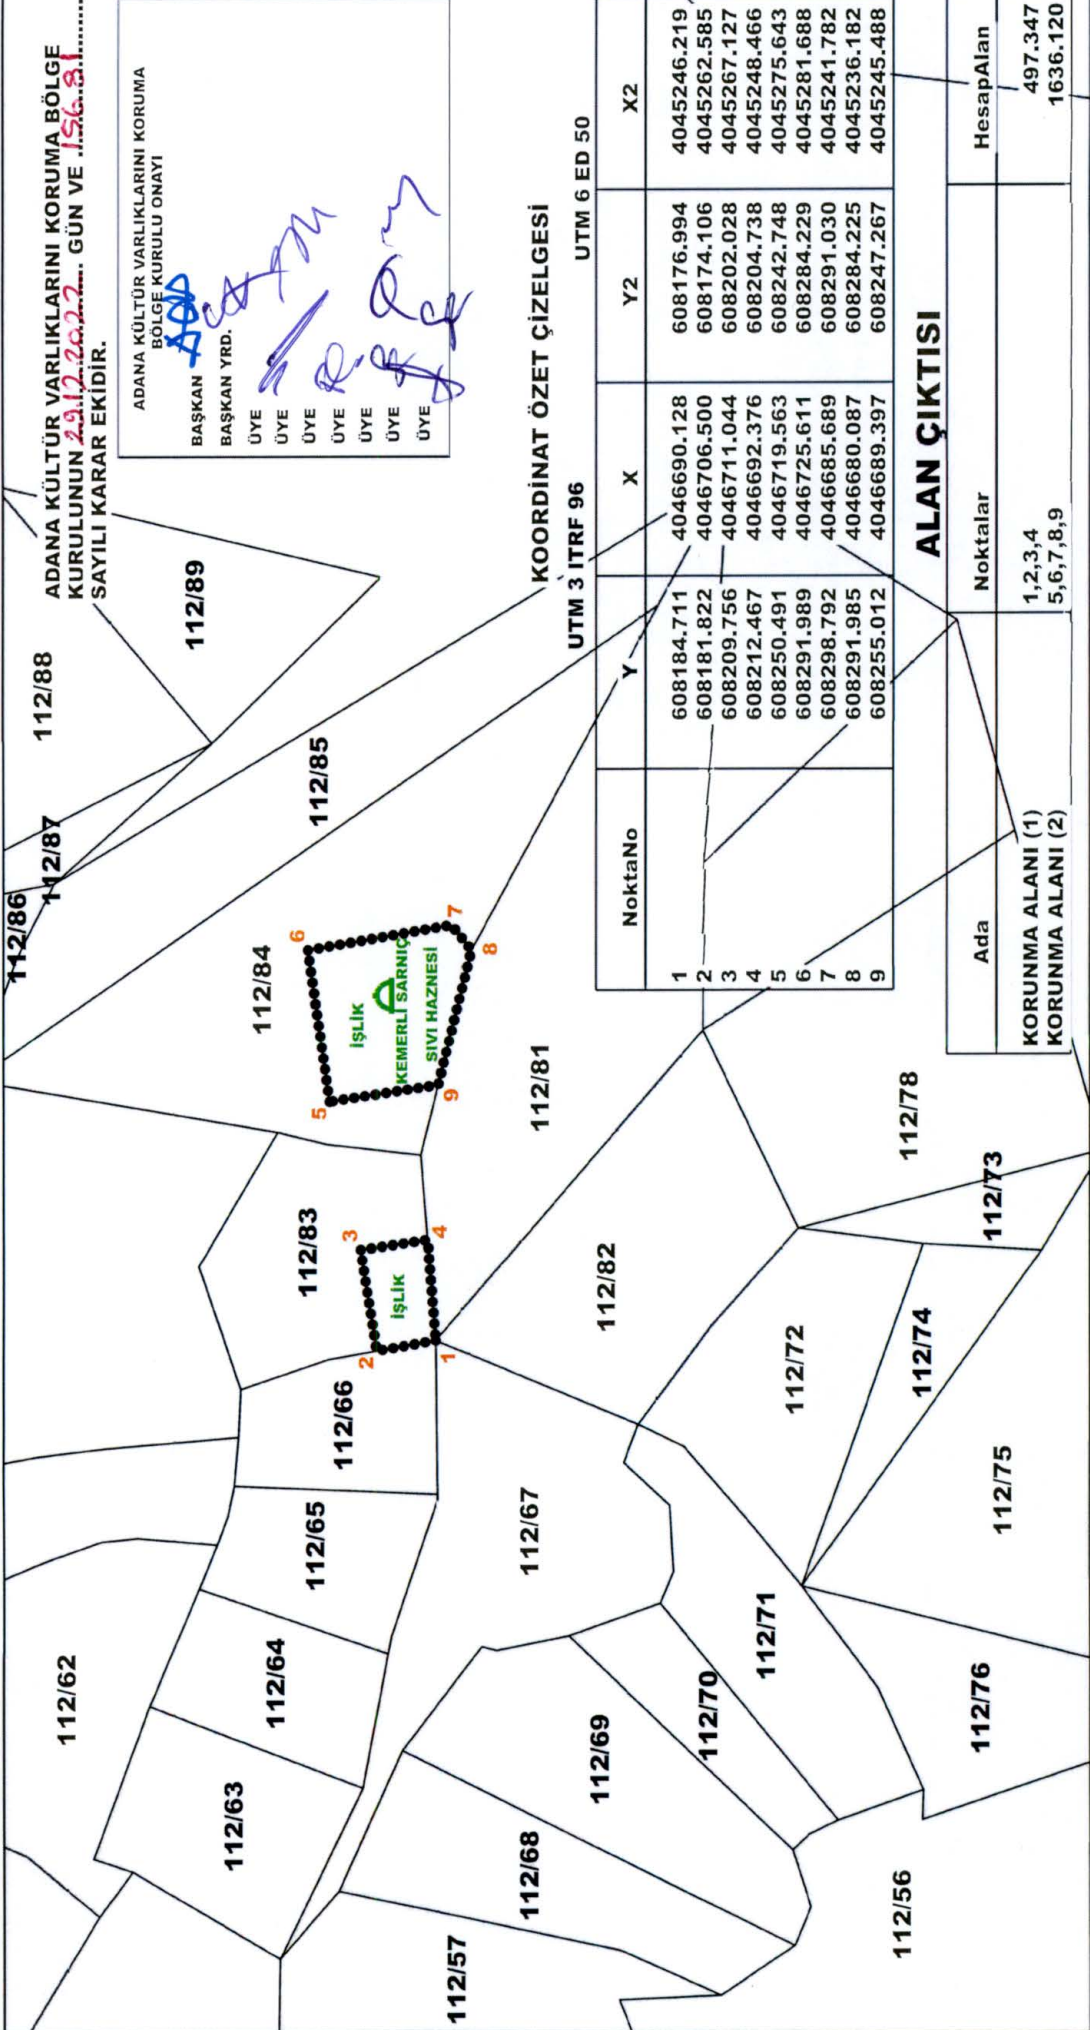 ADANA KÜLTÜR VARLIKLARINI KORUMA BÖLGE
KURULUNUN 29.12.2022 GÜN VE 15681
SAYILI KARAR EKİDİR.
ADANA KÜLTÜR VARLIKLARINI KORUMA
BÖLGE KURULU ONAYI
BAŞKAN
BAŞKAN YRD.
ÜYE
ÜYE
ÜYE
ÜYE
ÜYE
ÜYE
ÜYE
112/86
112/87
112/88
112/89
112/62
112/63
112/64
112/65
112/66
112/83
112/84
112/85
2
3
İŞLİK
1
4
5
6
İŞLİK
KEMERLİ SARNIÇ
SIVI HAZNESİ
9
8
7
112/57
112/68
112/69
112/67
112/82
112/81
112/70
112/71
112/72
112/74
112/73
112/78
112/56
112/76
112/75
KOORDİNAT ÖZET ÇİZELGESİ
UTM 3 ITRF 96 UTM 6 ED 50
NoktaNo Y X Y2 X2
1 608184.711 4046690.128 608176.994 4045246.219
2 608181.822 4046706.500 608174.106 4045262.585
3 608209.756 4046711.044 608202.028 4045267.127
4 608212.467 4046692.376 608204.738 4045248.466
5 608250.491 4046719.563 608242.748 4045275.643
6 608291.989 4046725.611 608284.229 4045281.688
7 608298.792 4046685.689 608291.030 4045241.782
8 608291.985 4046680.087 608284.225 4045236.182
9 608255.012 4046689.397 608247.267 4045245.488
ALAN ÇIKTISI
Ada Noktalar HesapAlan
KORUNMA ALANI (1) 1,2,3,4 497.347
KORUNMA ALANI (2) 5,6,7,8,9 1636.120